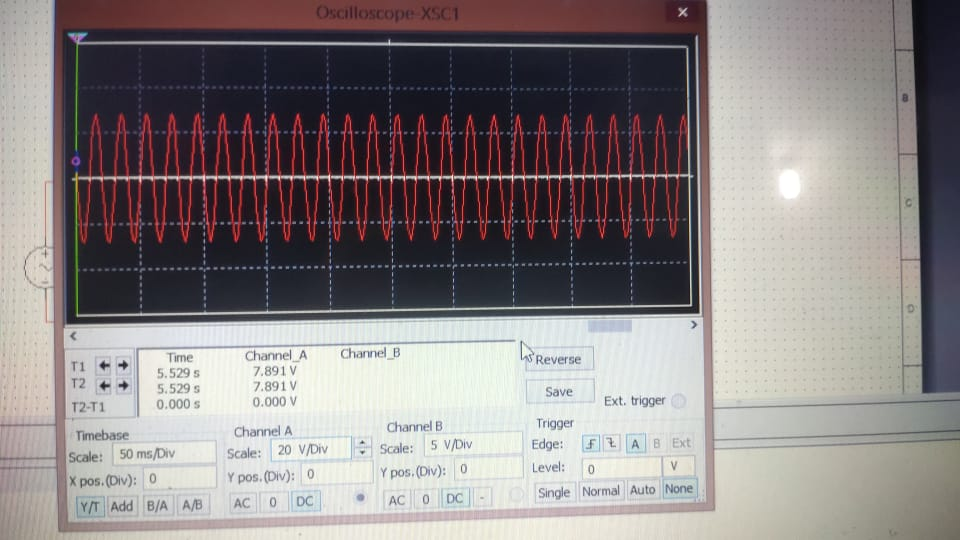 Oscilloscope-XSC1
B
C
D
Time Channel_A Channel_B
T1 5.529 s 7.891 V
T2 5.529 s 7.891 V
T2-T1 0.000 s 0.000 V
Reverse
Save
Ext. trigger
Timebase
Scale: 50 ms/Div
X pos.(Div): 0
Y/T Add B/A A/B
Channel A
Scale: 20 V/Div
Y pos.(Div): 0
AC 0 DC
Channel B
Scale: 5 V/Div
Y pos.(Div): 0
AC 0 DC -
Trigger
Edge: A B Ext
Level: 0 V
Single Normal Auto None